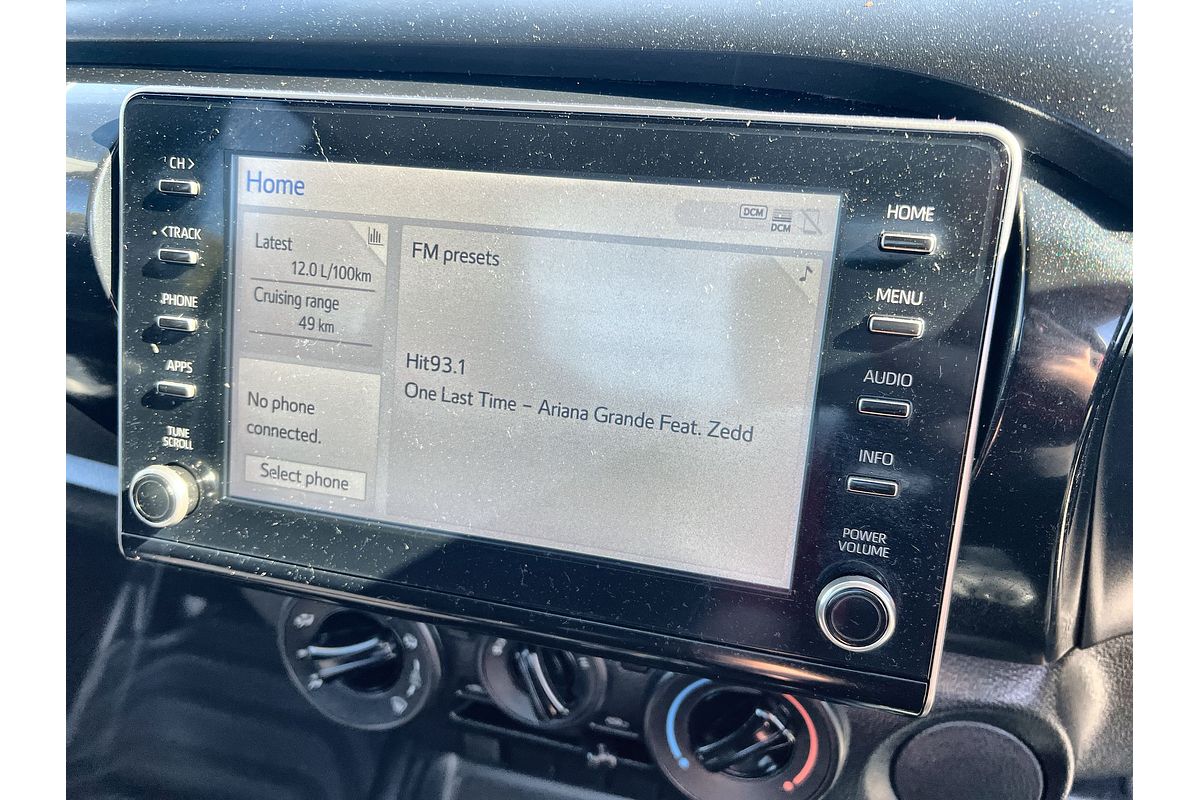 CH>
<TRACK
PHONE
APPS
TUNE
SCROLL
Home
DCM
DCM
Latest
12.0 L/100km
Cruising range
49 km
No phone
connected.
Select phone
FM presets
Hit93.1
One Last Time – Ariana Grande Feat. Zedd
HOME
MENU
AUDIO
INFO
POWER
VOLUME